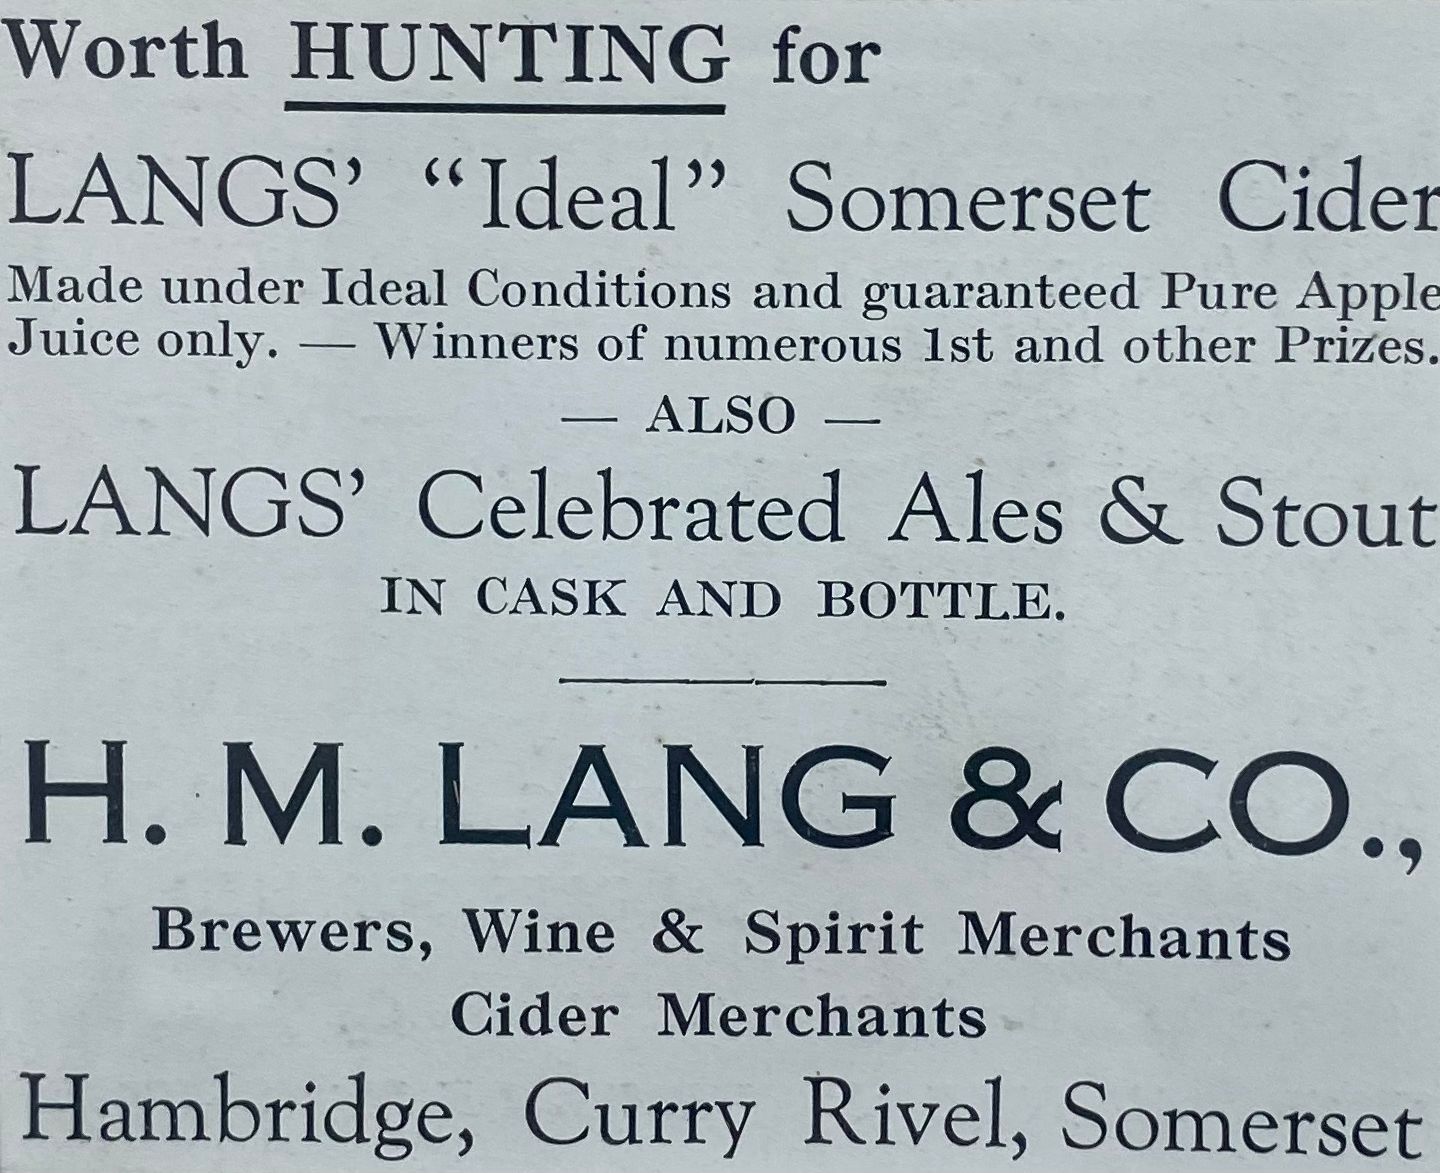 Worth HUNTING for
LANGS’ “Ideal” Somerset Cider
Made under Ideal Conditions and guaranteed Pure Apple
Juice only. — Winners of numerous 1st and other Prizes.
— ALSO —
LANGS’ Celebrated Ales & Stout
IN CASK AND BOTTLE.
H. M. LANG & CO.,
Brewers, Wine & Spirit Merchants
Cider Merchants
Hambridge, Curry Rivel, Somerset